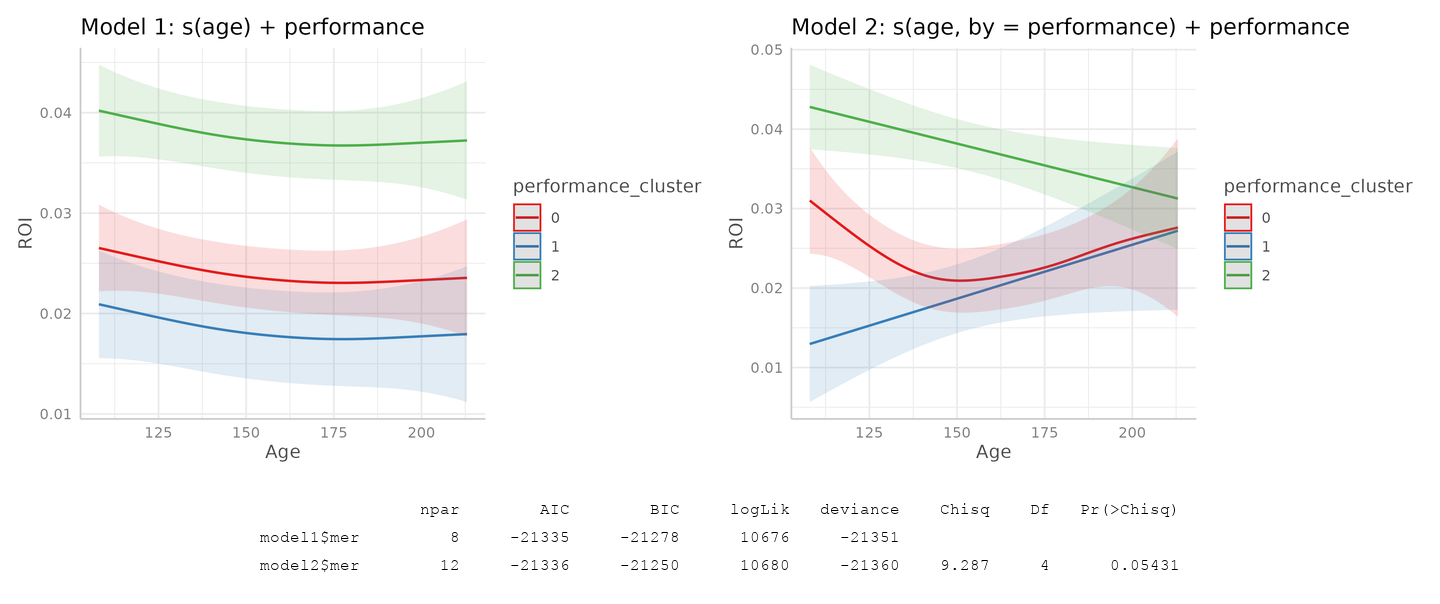 Model 1: s(age) + performance
0.04
0.03
0.02
0.01
ROI
125 150 175 200
Age
performance_cluster
0
1
2
Model 2: s(age, by = performance) + performance
0.05
0.04
0.03
0.02
0.01
ROI
125 150 175 200
Age
performance_cluster
0
1
2
npar AIC BIC logLik deviance Chisq Df Pr(>Chisq)
model1$mer 8 -21335 -21278 10676 -21351
model2$mer 12 -21336 -21250 10680 -21360 9.287 4 0.05431